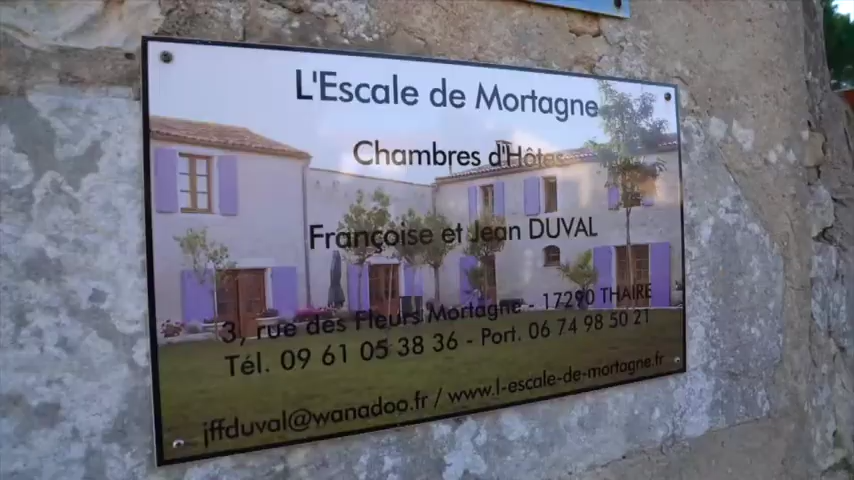 L'Escale de Mortagne
Chambres d'Hôtes
Françoise et Jean DUVAL
3, rue des Fleurs Mortagne - 17290 THAIRE
Tél. 09 61 05 38 36 - Port. 06 74 98 50 21
jffduval@wanadoo.fr / www.l-escale-de-mortagne.fr